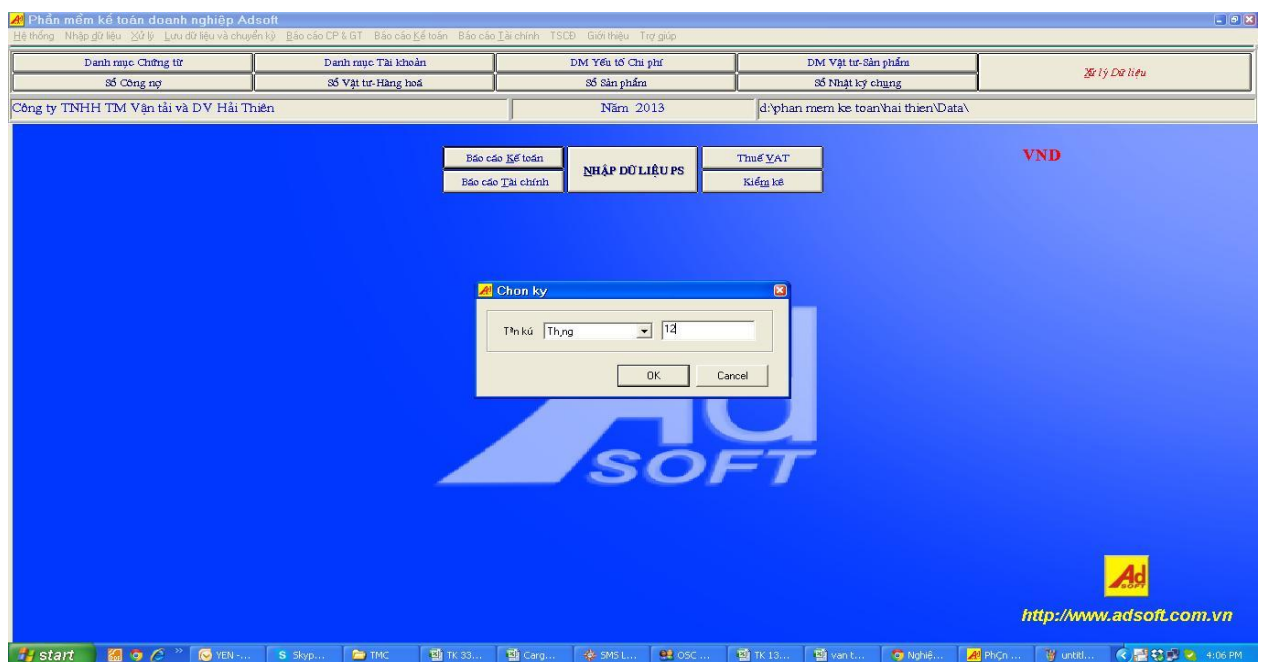 Phần mềm kế toán doanh nghiệp Adsoft
Hệ thống Nhập dữ liệu Xử lý Lưu dữ liệu và chuyển kỳ Báo cáo CP & GT Báo cáo Kế toán Báo cáo Tài chính TSCĐ Giới thiệu Trợ giúp
Danh mục Chứng từ Danh mục Tài khoản DM Yếu tố Chi phí DM Vật tư-Sản phẩm Xử lý Dữ liệu
Sổ Công nợ Sổ Vật tư-Hàng hoá Sổ Sản phẩm Sổ Nhật ký chung
Công ty TNHH TM Vận tải và DV Hải Thiên Năm 2013 d:\phan mem ke toan\hai thien\Data\
Báo cáo Kế toán NHẬP DỮ LIỆU PS Thuế VAT VND
Báo cáo Tài chính Kiểm kê
Chon ky
Tªn kú Th¸ng 12
OK Cancel
Ad
SOFT
Ad
SOFT
http://www.adsoft.com.vn
start YEN -... Skyp... TMC TK 33... Carg... SMS L... OSC ... TK 13... van t... Nghiệ... PhÇn ... untitl... 4:06 PM